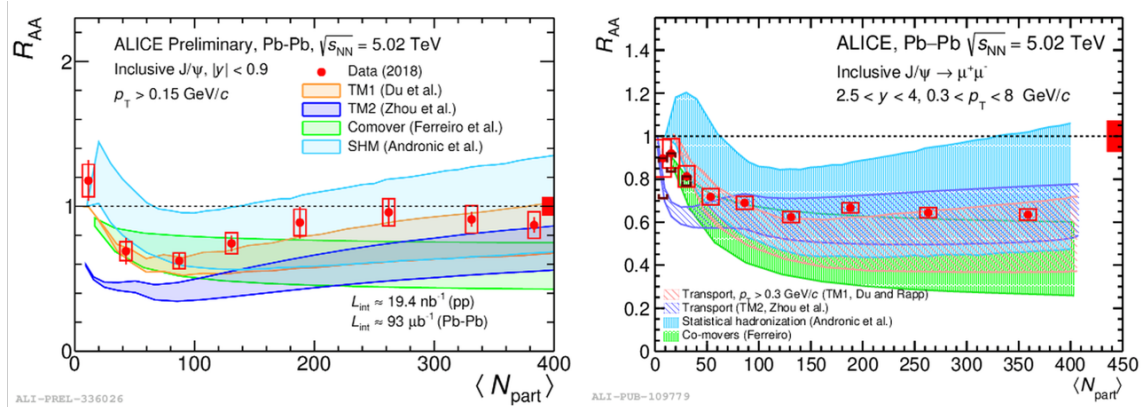 R_AA
2
1
0
0
100
200
300
400
⟨N_part⟩
ALICE Preliminary, Pb-Pb, √s_NN = 5.02 TeV
Inclusive J/ψ, |y| < 0.9
p_T > 0.15 GeV/c
Data (2018)
TM1 (Du et al.)
TM2 (Zhou et al.)
Comover (Ferreiro et al.)
SHM (Andronic et al.)
L_int ≈ 19.4 nb⁻¹ (pp)
L_int ≈ 93 μb⁻¹ (Pb-Pb)
ALI-PREL-336026
R_AA
1.4
1.2
1
0.8
0.6
0.4
0.2
0
0
50
100
150
200
250
300
350
400
450
⟨N_part⟩
ALICE, Pb–Pb √s_NN = 5.02 TeV
Inclusive J/ψ → μ⁺μ⁻
2.5 < y < 4, 0.3 < p_T < 8 GeV/c
Transport, p_T > 0.3 GeV/c (TM1, Du and Rapp)
Transport (TM2, Zhou et al.)
Statistical hadronization (Andronic et al.)
Co-movers (Ferreiro)
ALI-PUB-109779